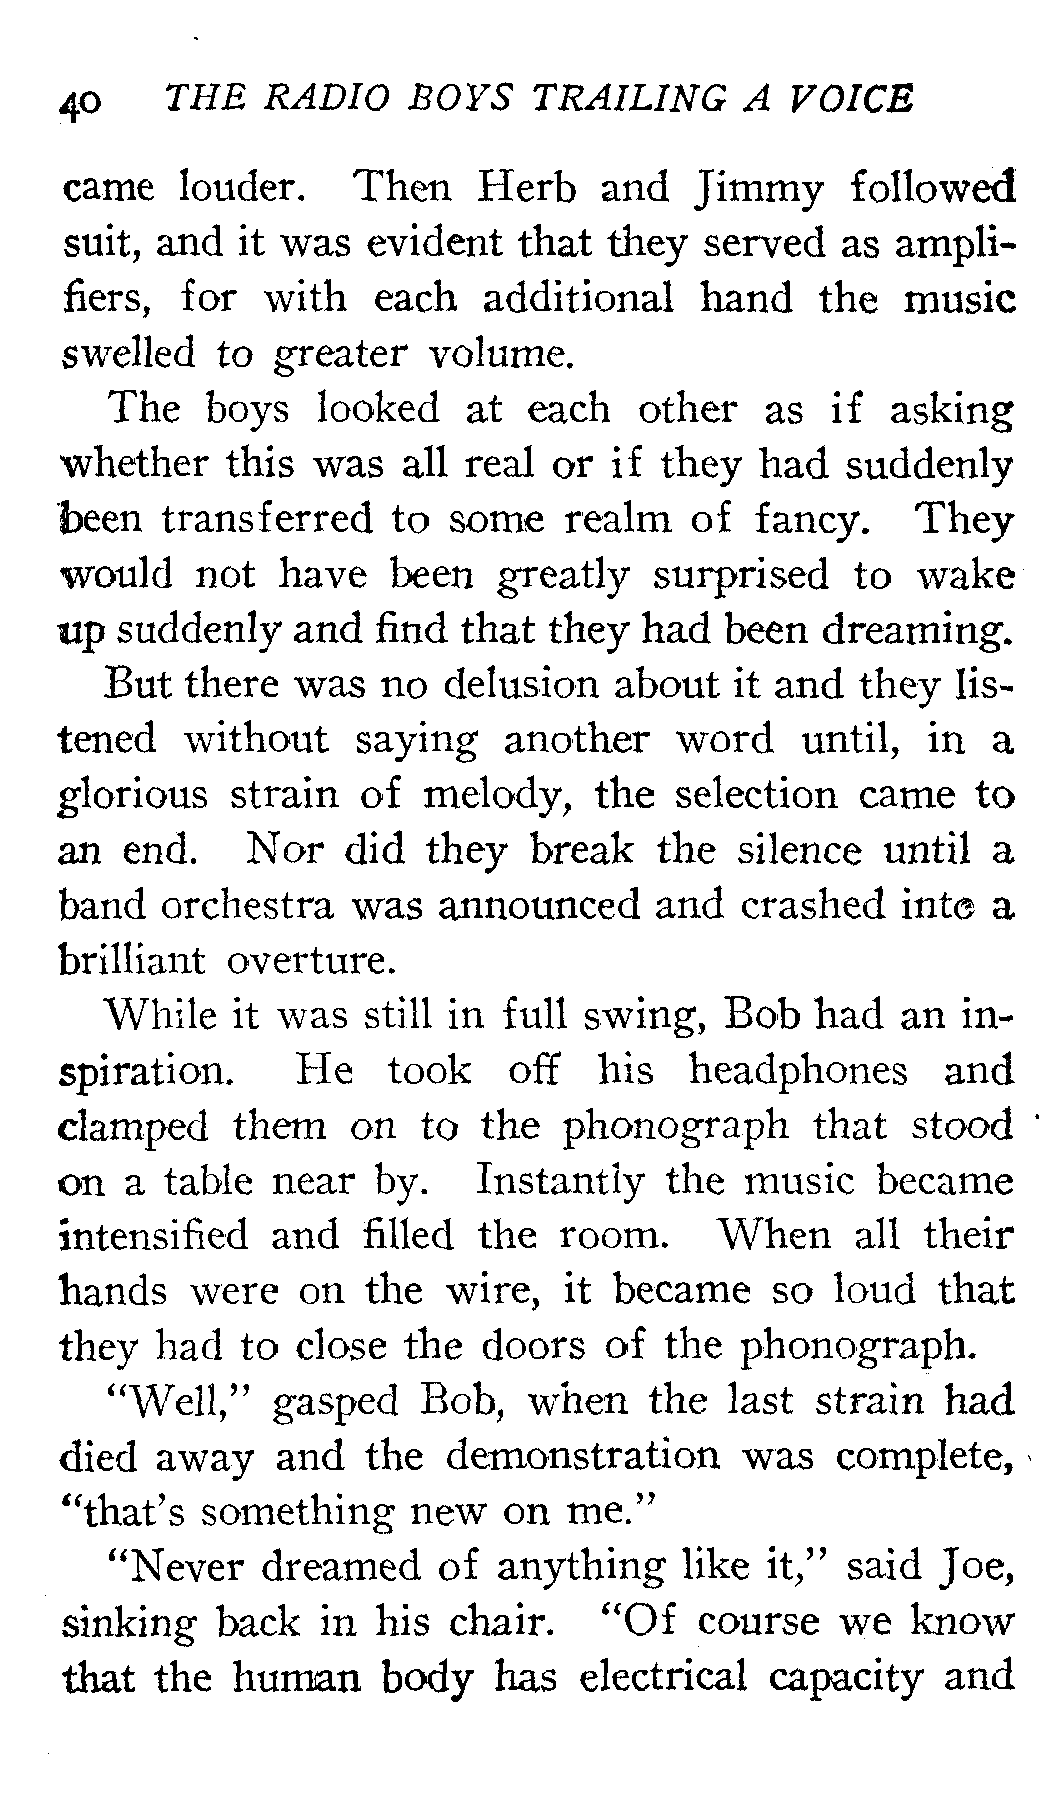 40 THE RADIO BOYS TRAILING A VOICE
came louder. Then Herb and Jimmy followed
suit, and it was evident that they served as ampli-
fiers, for with each additional hand the music
swelled to greater volume.
The boys looked at each other as if asking
whether this was all real or if they had suddenly
been transferred to some realm of fancy. They
would not have been greatly surprised to wake
up suddenly and find that they had been dreaming.
But there was no delusion about it and they lis-
tened without saying another word until, in a
glorious strain of melody, the selection came to
an end. Nor did they break the silence until a
band orchestra was announced and crashed into a
brilliant overture.
While it was still in full swing, Bob had an in-
spiration. He took off his headphones and
clamped them on to the phonograph that stood
on a table near by. Instantly the music became
intensified and filled the room. When all their
hands were on the wire, it became so loud that
they had to close the doors of the phonograph.
"Well," gasped Bob, when the last strain had
died away and the demonstration was complete,
"that's something new on me."
"Never dreamed of anything like it," said Joe,
sinking back in his chair. "Of course we know
that the human body has electrical capacity and